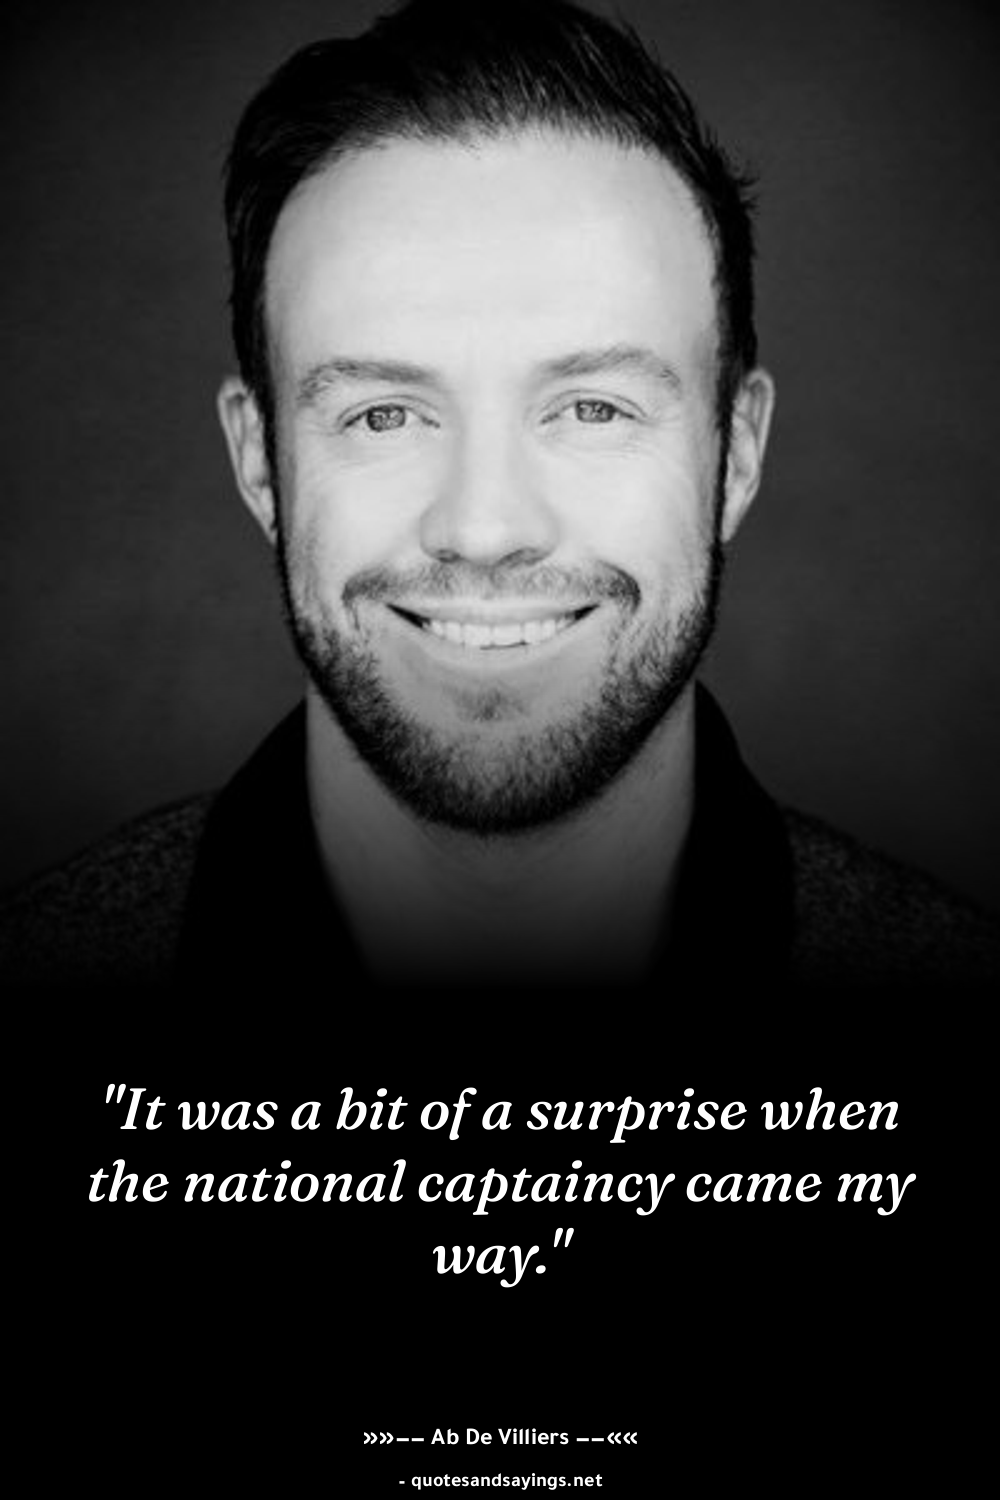 "It was a bit of a surprise when
the national captaincy came my
way."
»»–– Ab De Villiers ––««
- quotesandsayings.net